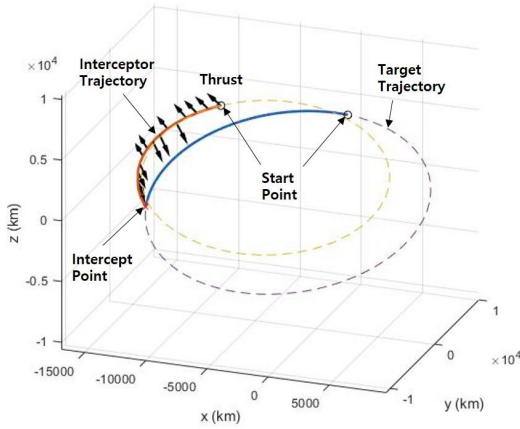 Interceptor
Trajectory
Thrust
Target
Trajectory
×10⁴
1
0.5
0
-0.5
-1
z (km)
Start
Point
Intercept
Point
-15000
-10000
-5000
0
5000
x (km)
-1
0
1
×10⁴
y (km)